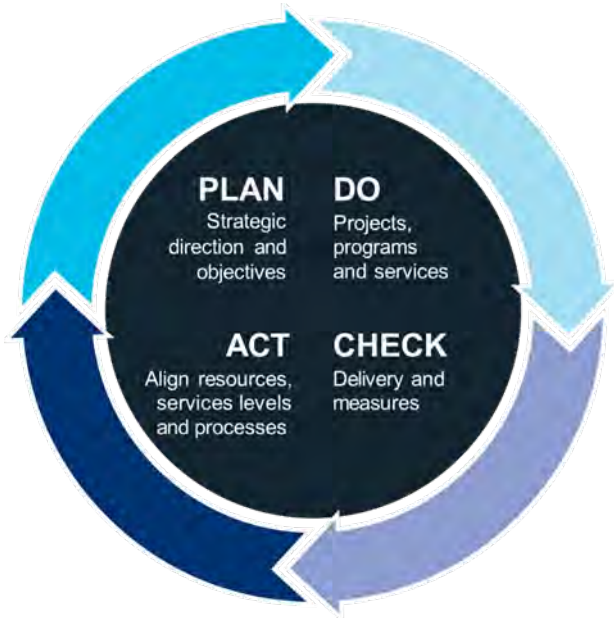 PLAN
Strategic
direction and
objectives
DO
Projects,
programs
and services
ACT
Align resources,
services levels
and processes
CHECK
Delivery and
measures